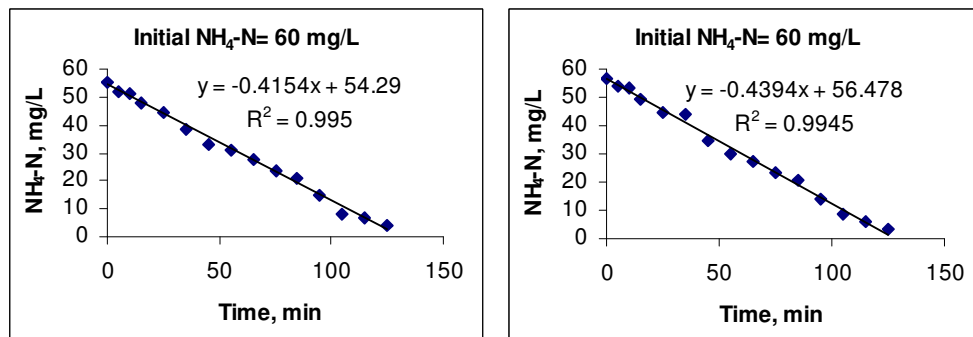 Initial NH₄-N= 60 mg/L
y = -0.4154x + 54.29
R² = 0.995
NH₄-N, mg/L
60
50
40
30
20
10
0
0 50 100 150
Time, min
Initial NH₄-N= 60 mg/L
y = -0.4394x + 56.478
R² = 0.9945
NH₄-N, mg/L
60
50
40
30
20
10
0
0 50 100 150
Time, min